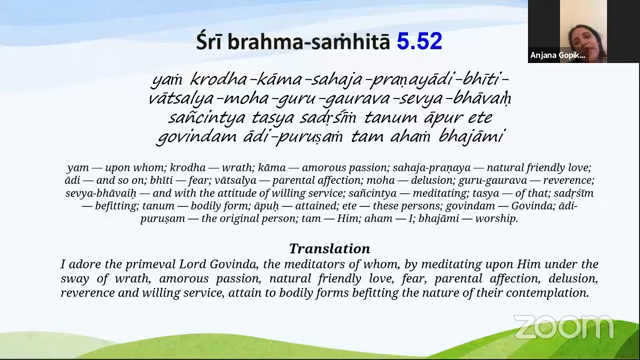 Śrī brahma-saṁhitā 5.52
Anjana Gopik...
yaṁ krodha-kāma-sahaja-praṇayādi-bhīti-
vātsalya-moha-guru-gaurava-sevya-bhāvaiḥ
sañcintya tasya sadṛśīṁ tanum āpur ete
govindam ādi-puruṣaṁ tam ahaṁ bhajāmi
yam — upon whom; krodha — wrath; kāma — amorous passion; sahaja-praṇaya — natural friendly love;
ādi — and so on; bhīti — fear; vātsalya — parental affection; moha — delusion; guru-gaurava — reverence;
sevya-bhāvaiḥ — and with the attitude of willing service; sañcintya — meditating; tasya — of that; sadṛśīm
— befitting; tanum — bodily form; āpuḥ — attained; ete — these persons; govindam — Govinda; ādi-
puruṣam — the original person; tam — Him; aham — I; bhajāmi — worship.
Translation
I adore the primeval Lord Govinda, the meditators of whom, by meditating upon Him under the
sway of wrath, amorous passion, natural friendly love, fear, parental affection, delusion,
reverence and willing service, attain to bodily forms befitting the nature of their contemplation.
zoom